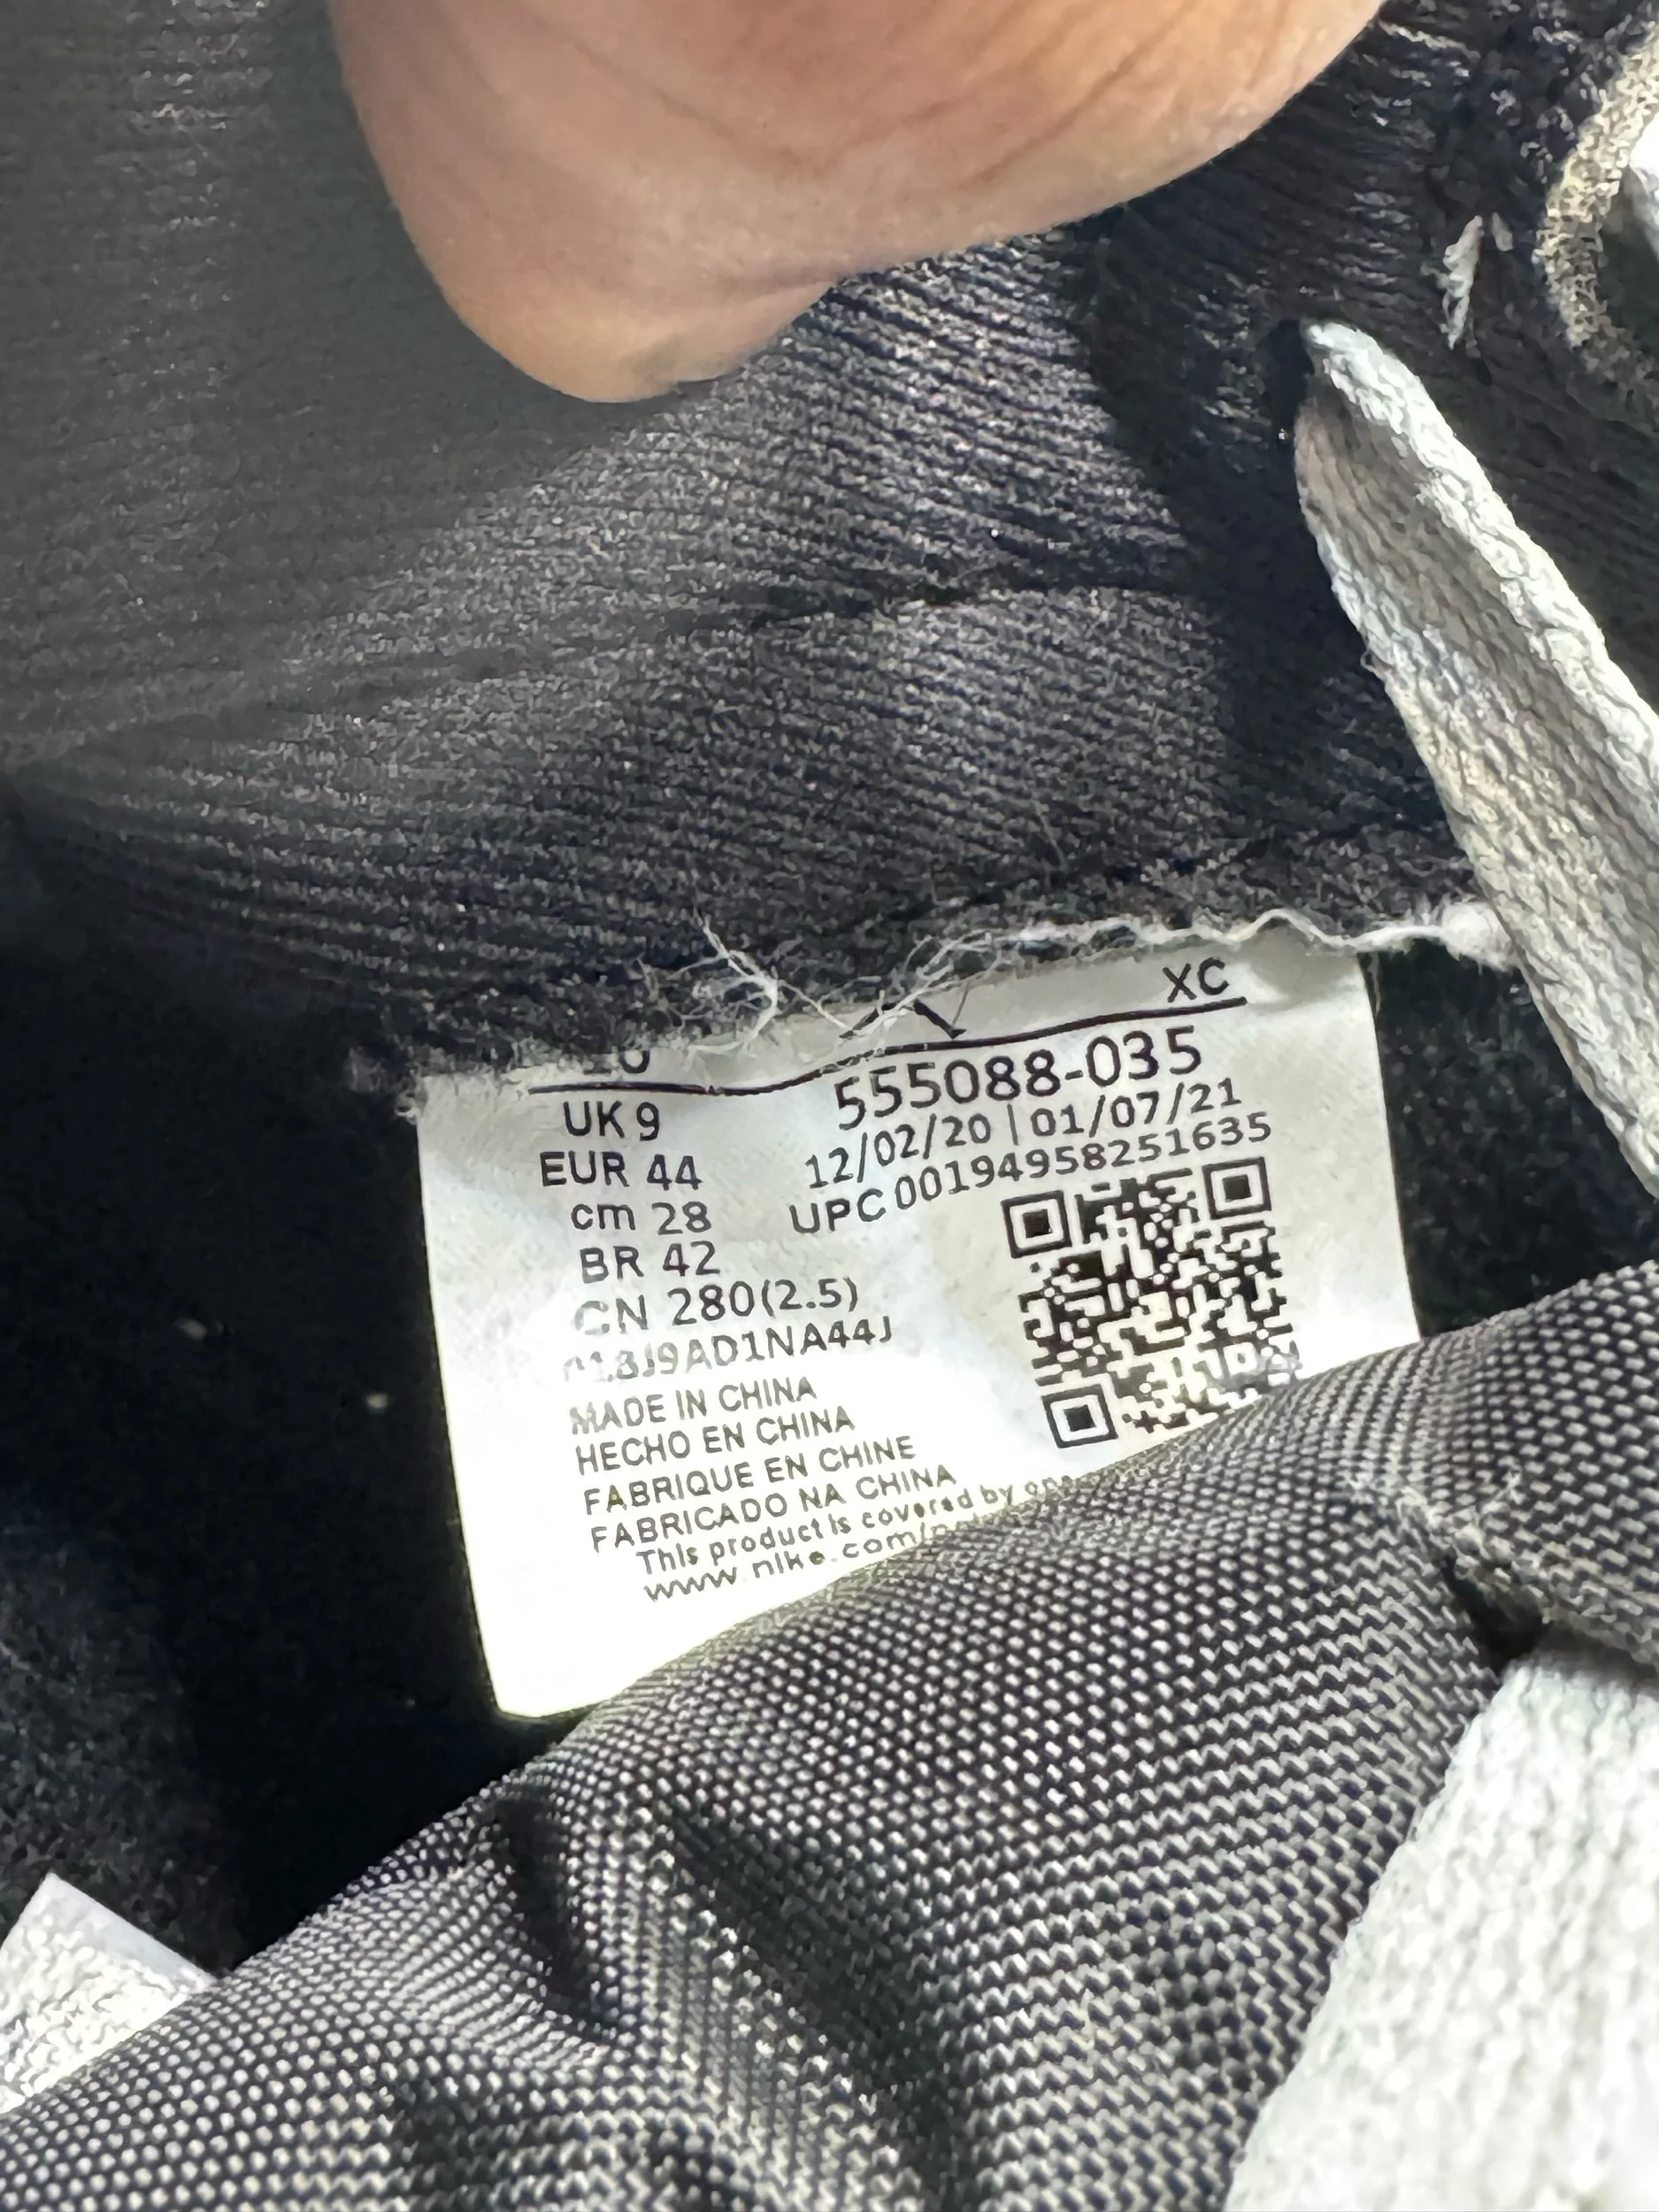 XC
555088-035
UK 9
12/02/20 | 01/07/21
EUR 44
UPC 00194958251635
cm 28
BR 42
CN 280(2.5)
MADE IN CHINA
HECHO EN CHINA
FABRIQUE EN CHINE
FABRICADO NA CHINA
This product is covered by
www.nike.com/